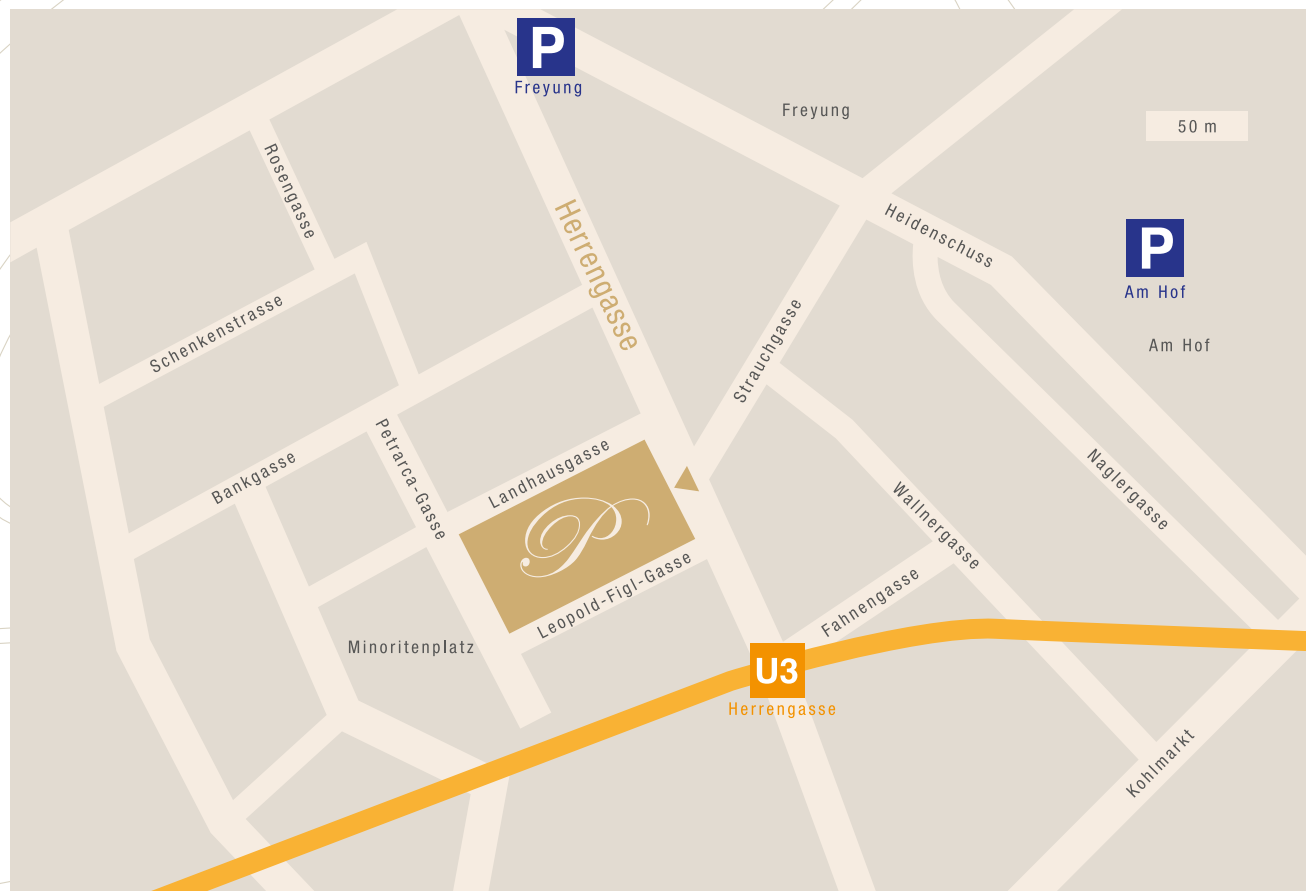 P
Freyung
Freyung
50 m
Rosengasse
Herrengasse
Heidenschuss
P
Am Hof
Am Hof
Schenkenstrasse
Strauchgasse
Petrarca-Gasse
Bankgasse
Landhausgasse
Naglergasse
Wallnergasse
P
Leopold-Figl-Gasse
Fahnengasse
Minoritenplatz
U3
Herrengasse
Kohlmarkt